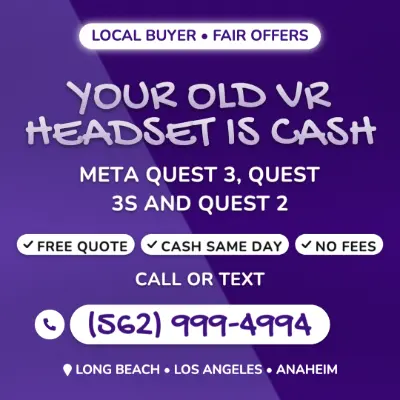 LOCAL BUYER • FAIR OFFERS
YOUR OLD VR
HEADSET IS CASH
META QUEST 3, QUEST
3S AND QUEST 2
✓ FREE QUOTE ✓ CASH SAME DAY ✓ NO FEES
CALL OR TEXT
(562) 999-4994
LONG BEACH • LOS ANGELES • ANAHEIM